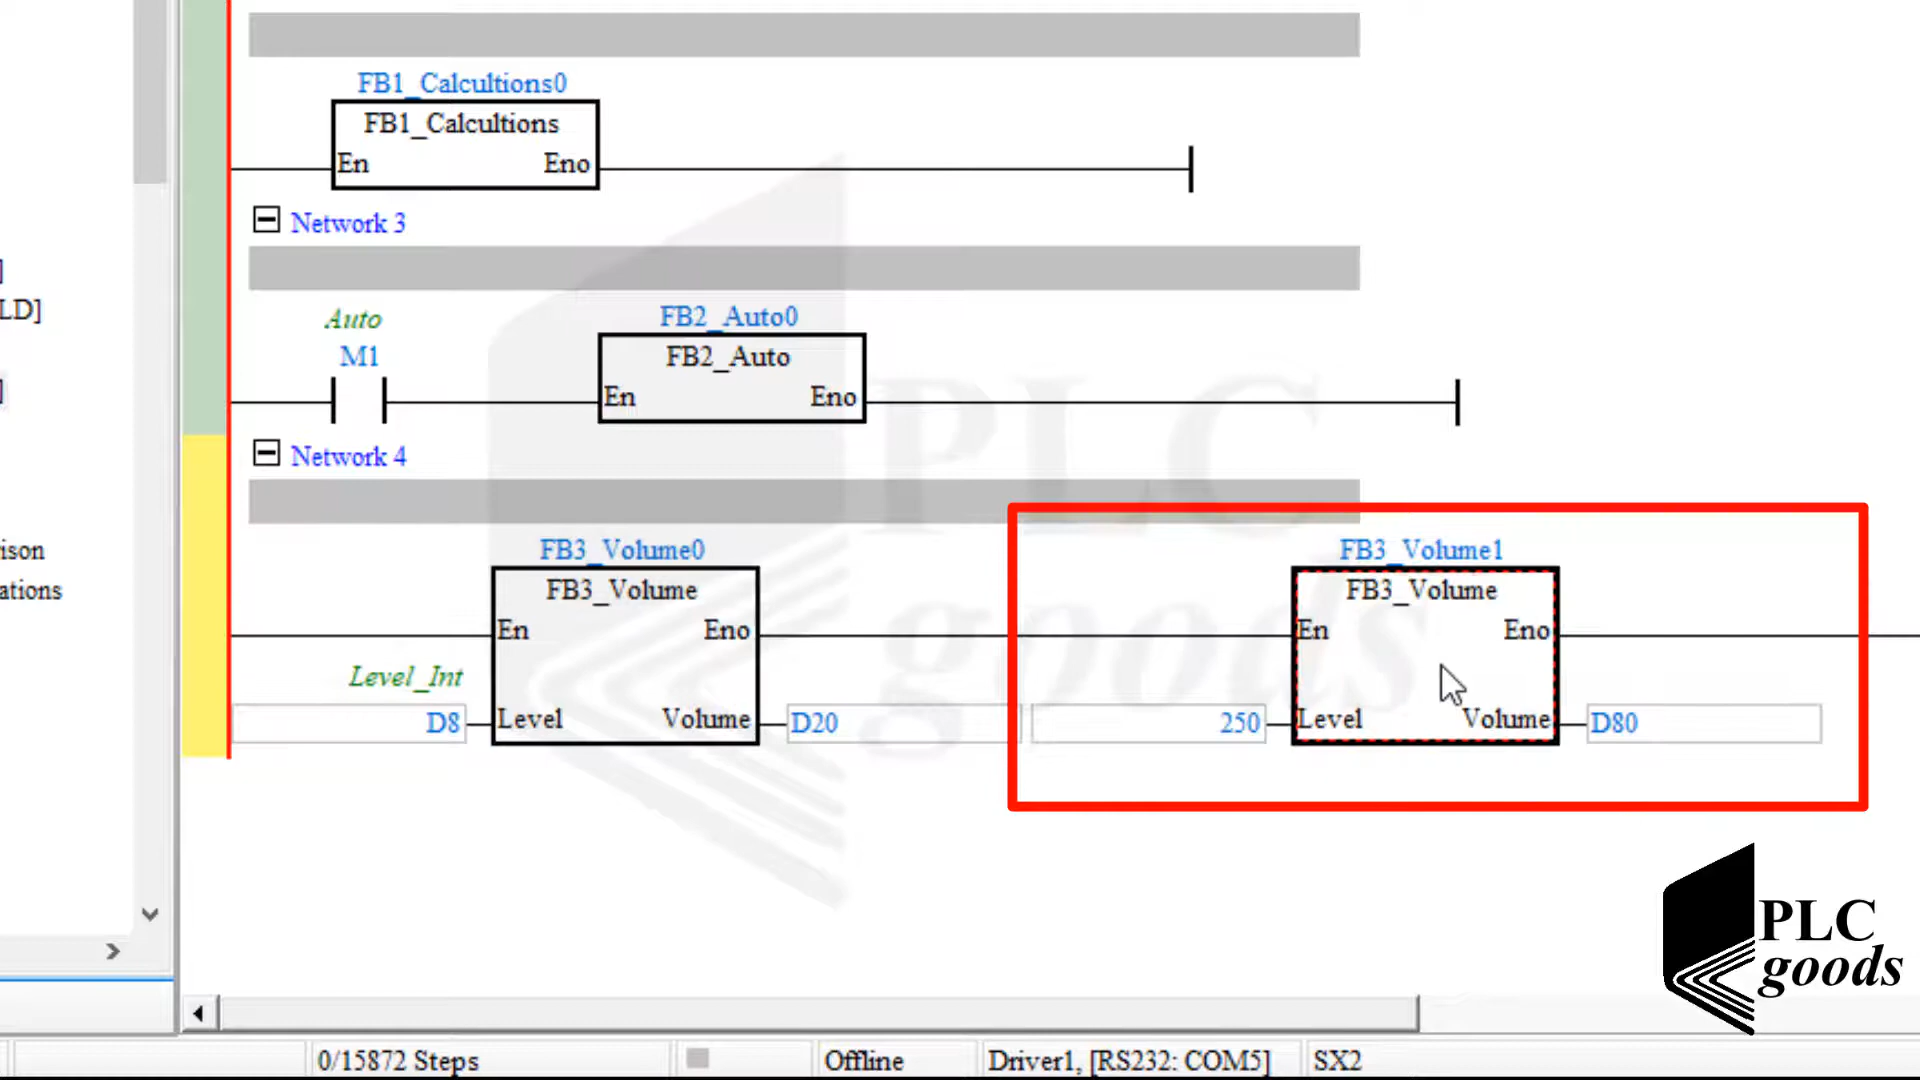 FB1_Calcultions0
FB1_Calcultions
En Eno
Network 3
LD]
Auto
M1
FB2_Auto0
FB2_Auto
En Eno
Network 4
ison
ations
FB3_Volume0
FB3_Volume
En Eno
Level_Int
D8 Level Volume D20
FB3_Volume1
FB3_Volume
En Eno
250 Level Volume D80
PLC
goods
PLC
goods
0/15872 Steps Offline Driver1, [RS232: COM5] SX2